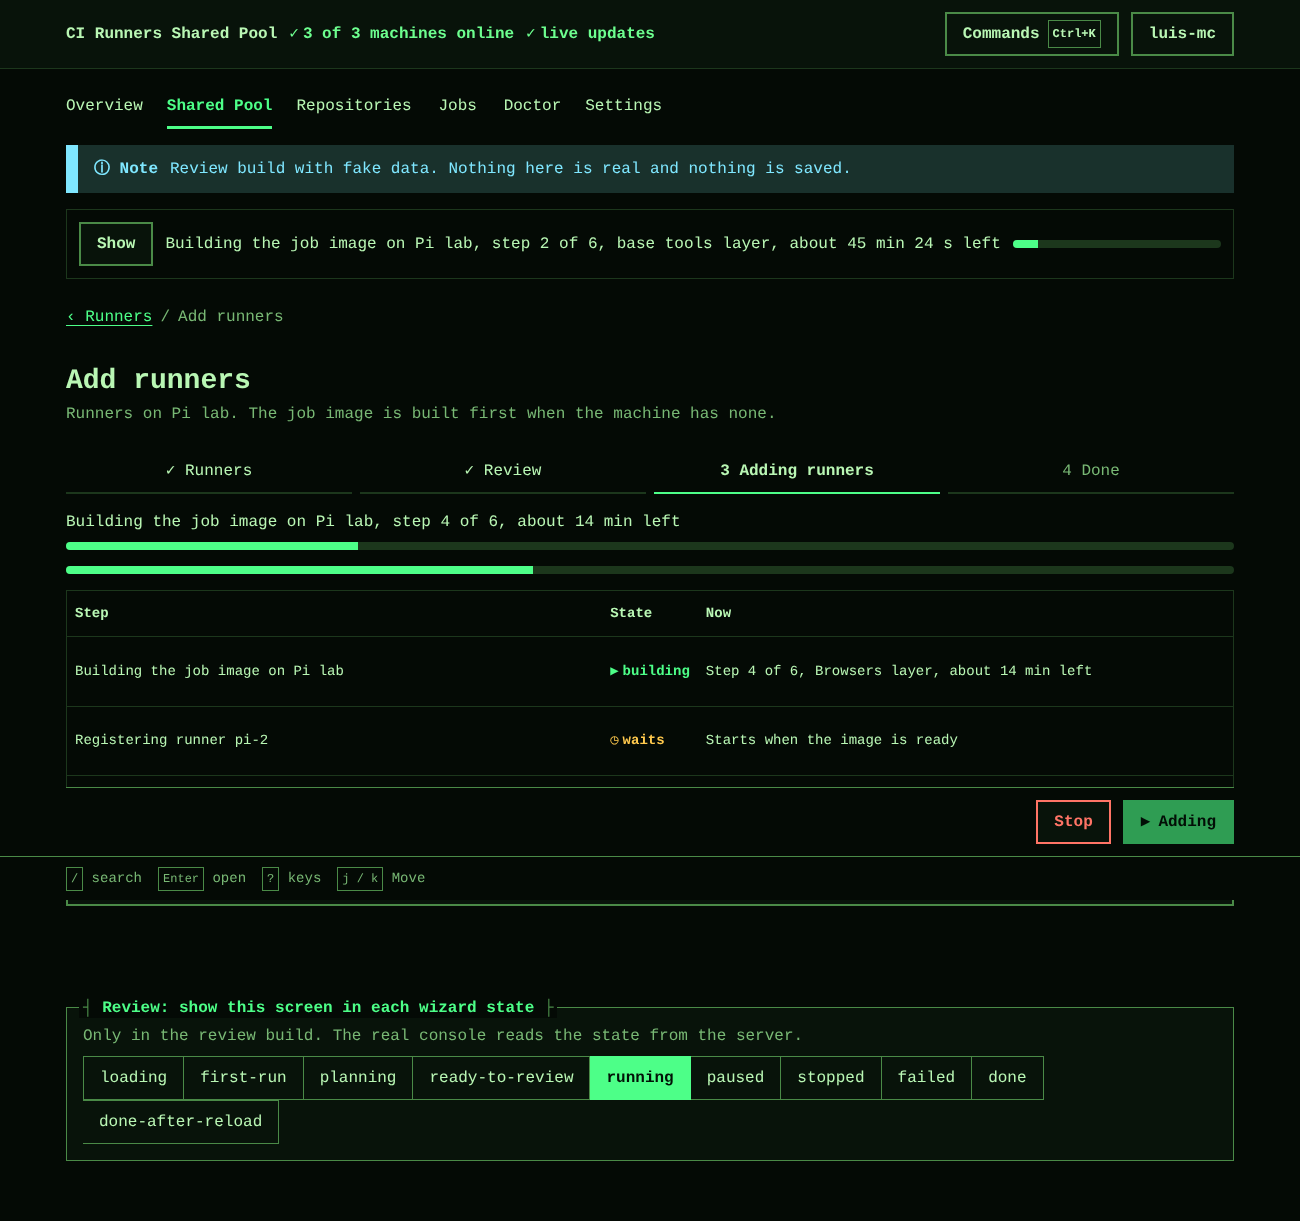 CI Runners Shared Pool ✓ 3 of 3 machines online ✓ live updates
Commands Ctrl+K
luis-mc
Overview Shared Pool Repositories Jobs Doctor Settings
ⓘ Note Review build with fake data. Nothing here is real and nothing is saved.
Show Building the job image on Pi lab, step 2 of 6, base tools layer, about 45 min 24 s left
‹ Runners / Add runners
Add runners
Runners on Pi lab. The job image is built first when the machine has none.
✓ Runners ✓ Review 3 Adding runners 4 Done
Building the job image on Pi lab, step 4 of 6, about 14 min left
Step State Now
Building the job image on Pi lab ▶ building Step 4 of 6, Browsers layer, about 14 min left
Registering runner pi-2 ◷ waits Starts when the image is ready
Stop ▶ Adding
/ search Enter open ? keys j / k Move
Review: show this screen in each wizard state
Only in the review build. The real console reads the state from the server.
loading first-run planning ready-to-review running paused stopped failed done
done-after-reload